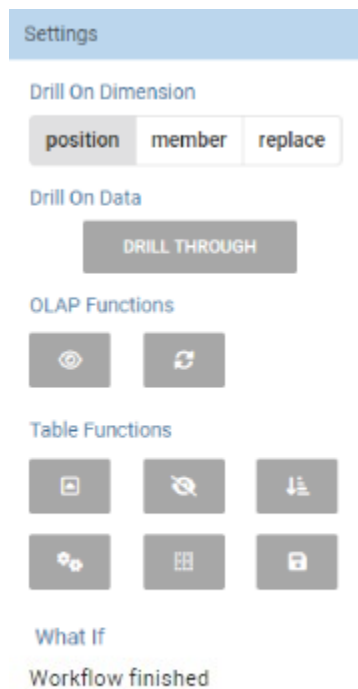 Settings
Drill On Dimension
position member replace
Drill On Data
DRILL THROUGH
OLAP Functions
Table Functions
What If
Workflow finished